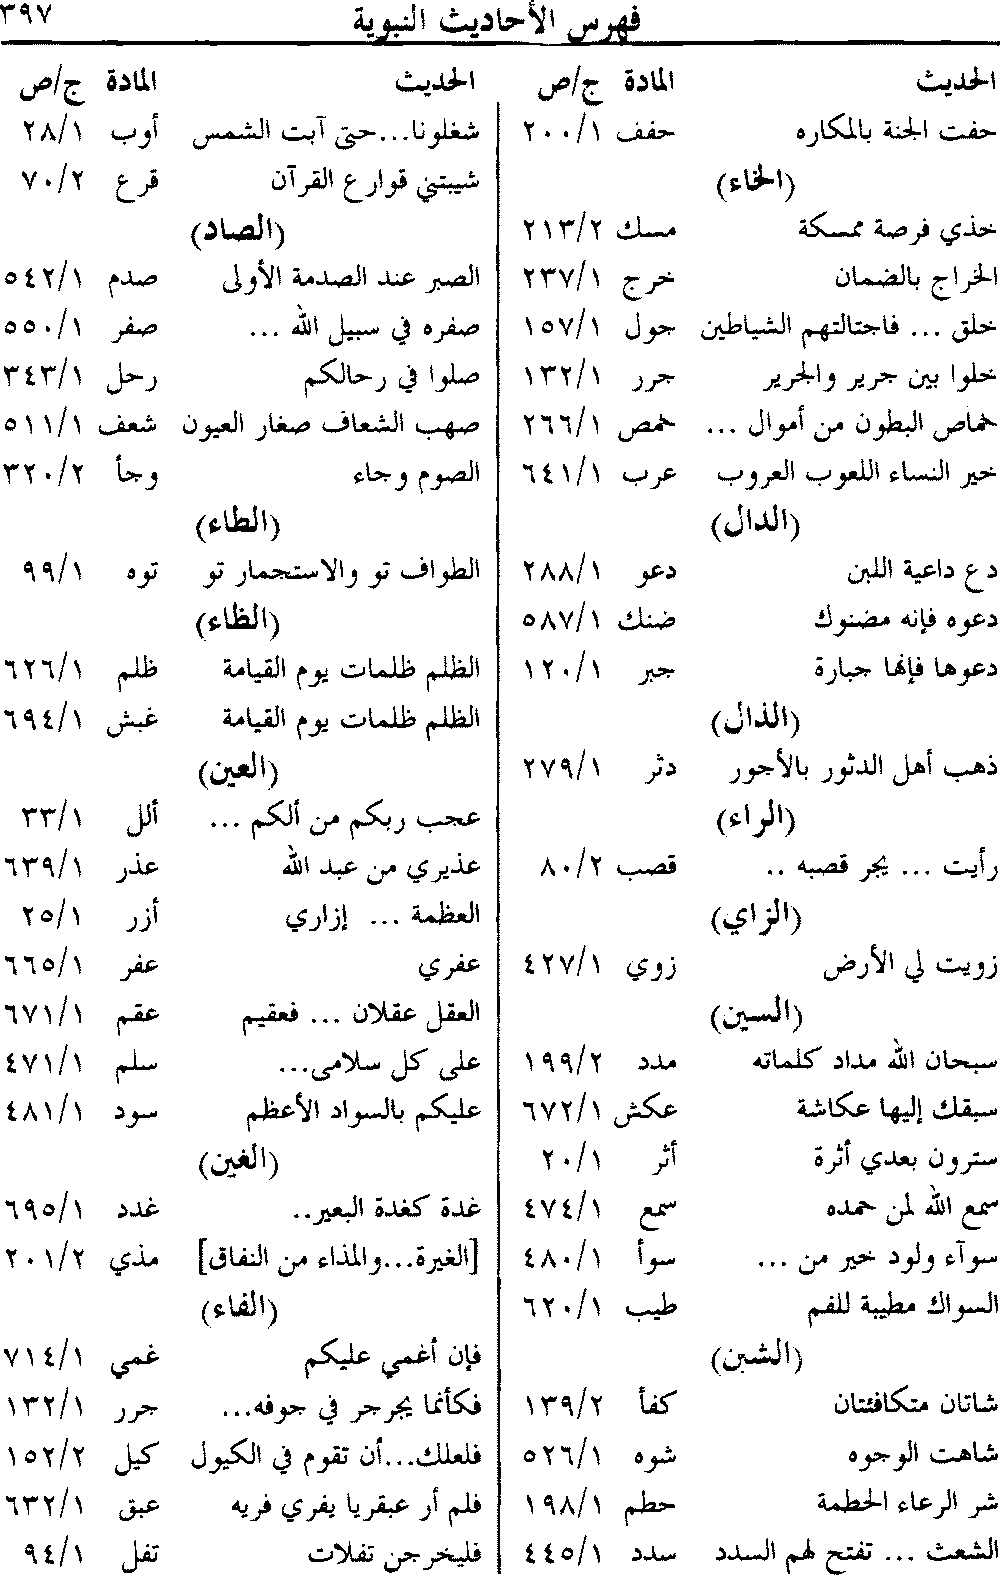 فهرس الأحاديث النبوية ٣٩٧
الحديث المادة ج/ص
حفت الجنة بالمكاره حفف ٢٠٠/١
(الخاء)
خذي فرصة ممسكة مسك ٢١٣/٢
الخراج بالضمان خرج ٢٣٧/١
خلق ... فاجتالتهم الشياطين جول ١٥٧/١
خلوا بين جرير والجرير جرر ١٣٢/١
خماص البطون من أموال ... خمص ٢٦٦/١
خير النساء اللعوب العروب عرب ٦٤١/١
(الدال)
دع داعية اللبن دعو ٢٨٨/١
دعوه فإنه مضنوك ضنك ٥٨٧/١
دعوها فإنها جبارة جبر ١٢٠/١
(الذال)
ذهب أهل الدثور بالأجور دثر ٢٧٩/١
(الراء)
رأيت ... يجر قصبه .. قصب ٨٠/٢
(الزاي)
زويت لي الأرض زوي ٤٢٧/١
(السين)
سبحان الله مداد كلماته مدد ١٩٩/٢
سبقك إليها عكاشة عكش ٦٧٢/١
سترون بعدي أثرة أثر ٢٠/١
سمع الله لمن حمده سمع ٤٧٤/١
سوآء ولود خير من ... سوأ ٤٨٠/١
السواك مطيبة للفم طيب ٦٢٠/١
(الشين)
شاتان متكافئتان كفأ ١٣٩/٢
شاهت الوجوه شوه ٥٢٦/١
شر الرعاء الحطمة حطم ١٩٨/١
الشعث ... تفتح لهم السدد سدد ٤٤٥/١
الحديث المادة ج/ص
شغلونا...حتى آبت الشمس أوب ٢٨/١
شيبتني قوارع القرآن قرع ٧٠/٢
(الصاد)
الصبر عند الصدمة الأولى صدم ٥٤٢/١
صفره في سبيل الله ... صفر ٥٥٠/١
صلوا في رحالكم رحل ٣٤٣/١
صهب الشعاف صغار العيون شعف ٥١١/١
الصوم وجاء وجأ ٣٢٠/٢
(الطاء)
الطواف تو والاستجمار تو توه ٩٩/١
(الظاء)
الظلم ظلمات يوم القيامة ظلم ٦٢٦/١
الظلم ظلمات يوم القيامة غبش ٦٩٤/١
(العين)
عجب ربكم من ألكم ... ألل ٣٣/١
عذيري من عبد الله عذر ٦٣٩/١
العظمة ... إزاري أزر ٢٥/١
عفري عفر ٦٦٥/١
العقل عقلان ... فعقيم عقم ٦٧١/١
على كل سلامى... سلم ٤٧١/١
عليكم بالسواد الأعظم سود ٤٨١/١
(الغين)
غدة كغدة البعير.. غدد ٦٩٥/١
[الغيرة...والمذاء من النفاق] مذي ٢٠١/٢
(الفاء)
فإن أغمي عليكم غمي ٧١٤/١
فكأنما يجرجر في جوفه... جرر ١٣٢/١
فلعلك...أن تقوم في الكيول كيل ١٥٢/٢
فلم أر عبقريا يفري فريه عبق ٦٣٢/١
فليخرجن تفلات تفل ٩٤/١